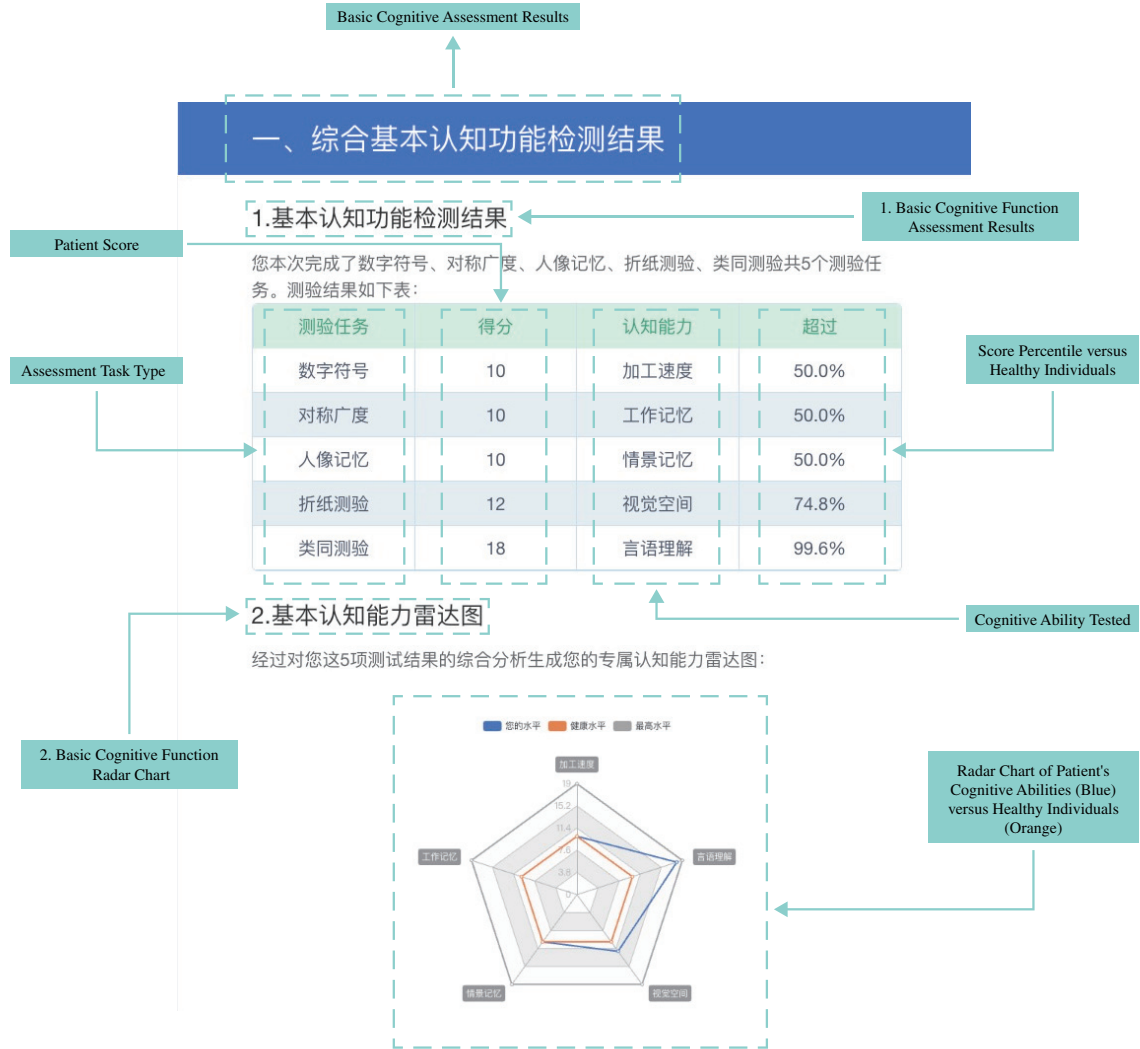 Basic Cognitive Assessment Results
一、综合基本认知功能检测结果
1.基本认知功能检测结果
1. Basic Cognitive Function
Assessment Results
Patient Score
您本次完成了数字符号、对称广度、人像记忆、折纸测验、类同测验共5个测验任
务。测验结果如下表：
测验任务 得分 认知能力 超过
数字符号 10 加工速度 50.0%
对称广度 10 工作记忆 50.0%
人像记忆 10 情景记忆 50.0%
折纸测验 12 视觉空间 74.8%
类同测验 18 言语理解 99.6%
Assessment Task Type
Score Percentile versus
Healthy Individuals
2.基本认知能力雷达图
Cognitive Ability Tested
经过对您这5项测试结果的综合分析生成您的专属认知能力雷达图：
2. Basic Cognitive Function
Radar Chart
您的水平 健康水平 最高水平
加工速度
19
15.2
11.4
7.6
3.8
0
工作记忆
言语理解
情景记忆
视觉空间
Radar Chart of Patient's
Cognitive Abilities (Blue)
versus Healthy Individuals
(Orange)